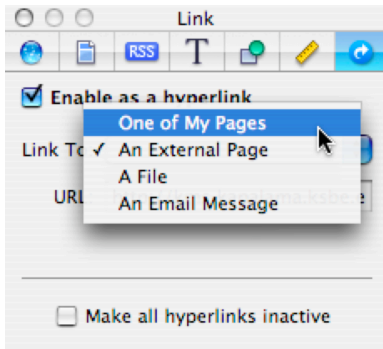 Link
RSS T
Enable as a hyperlink
One of My Pages
Link To ✓ An External Page
A File
URL
An Email Message
Make all hyperlinks inactive